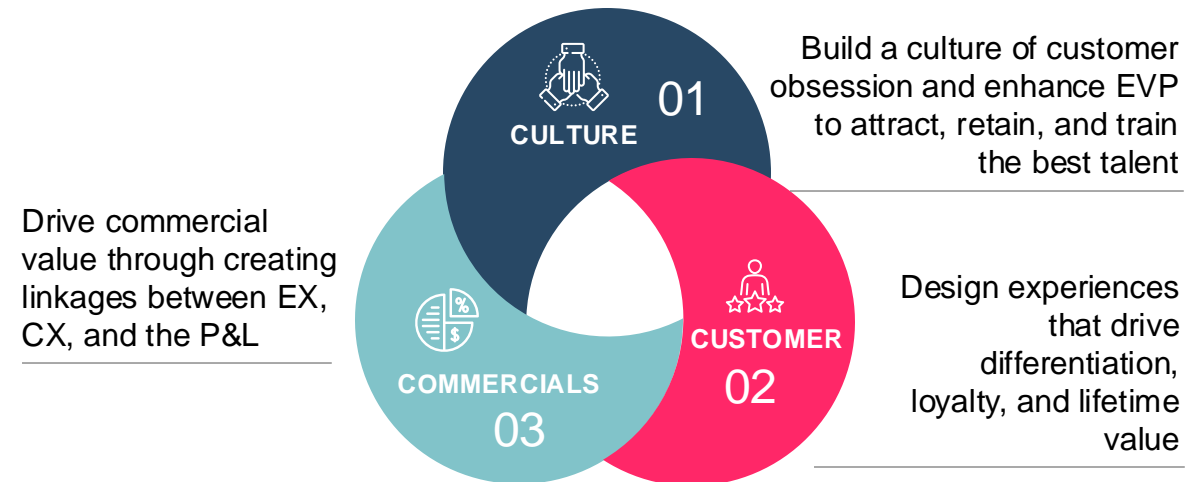 CULTURE
01
Build a culture of customer
obsession and enhance EVP
to attract, retain, and train
the best talent
CUSTOMER
02
Design experiences
that drive
differentiation,
loyalty, and lifetime
value
COMMERCIALS
03
Drive commercial
value through creating
linkages between EX,
CX, and the P&L
%
$